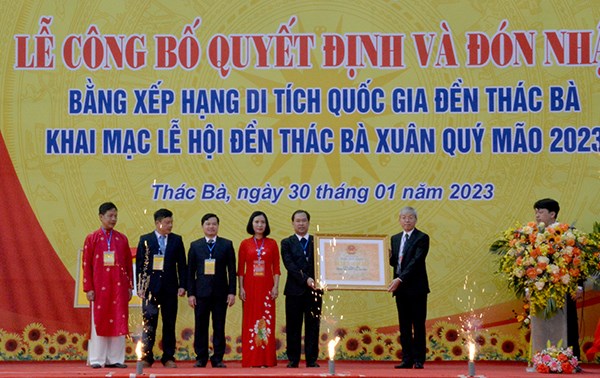 LỄ CÔNG BỐ QUYẾT ĐỊNH VÀ ĐÓN NHẬ
BẰNG XẾP HẠNG DI TÍCH QUỐC GIA ĐỀN THÁC BÀ
KHAI MẠC LỄ HỘI ĐỀN THÁC BÀ XUÂN QUÝ MÃO 2023
Thác Bà, ngày 30 tháng 01 năm 2023